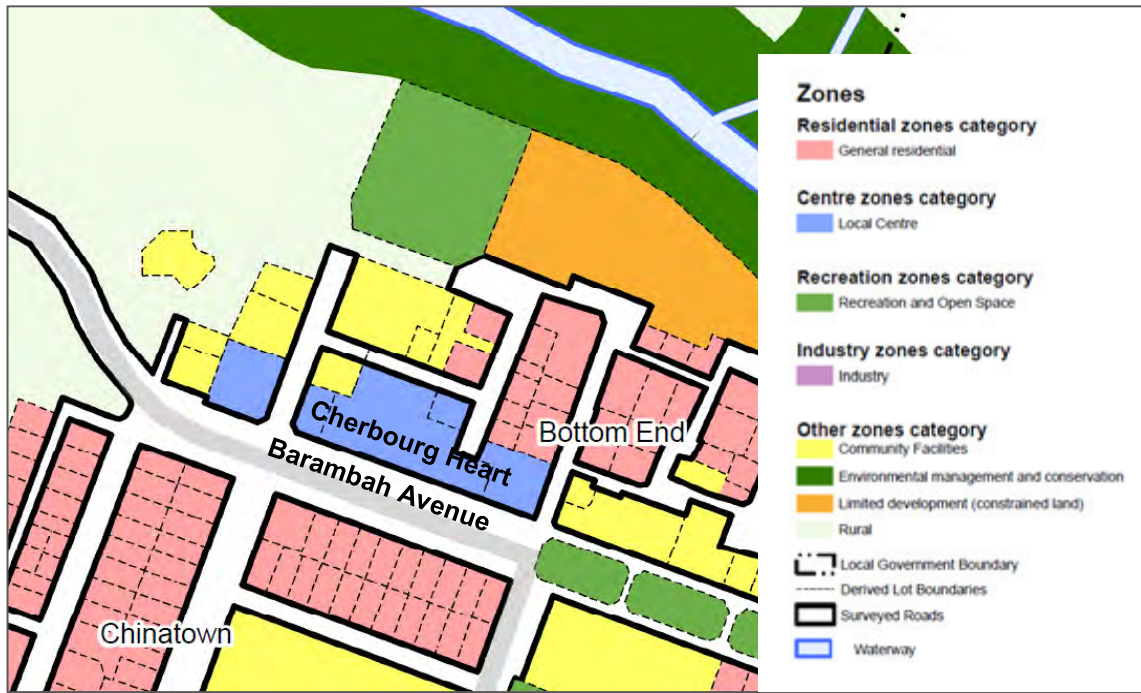 Cherbourg Heart
Barambah Avenue
Bottom End
Chinatown
Zones
Residential zones category
General residential
Centre zones category
Local Centre
Recreation zones category
Recreation and Open Space
Industry zones category
Industry
Other zones category
Community Facilities
Environmental management and conservation
Limited development (constrained land)
Rural
Local Government Boundary
Derived Lot Boundaries
Surveyed Roads
Waterway